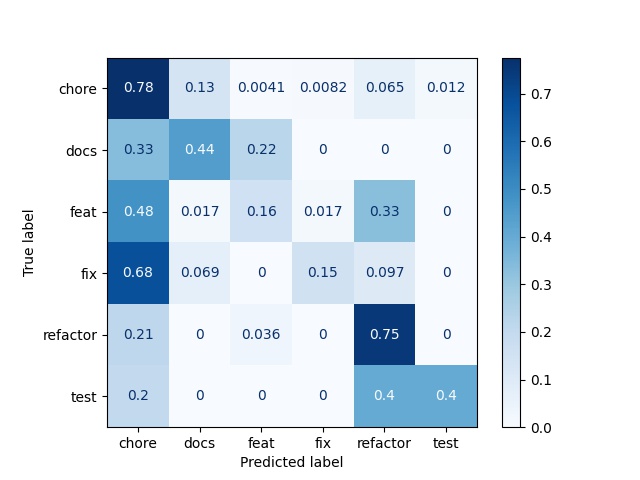 chore 0.78 0.13 0.0041 0.0082 0.065 0.012
docs 0.33 0.44 0.22 0 0 0
feat 0.48 0.017 0.16 0.017 0.33 0
fix 0.68 0.069 0 0.15 0.097 0
refactor 0.21 0 0.036 0 0.75 0
test 0.2 0 0 0 0.4 0.4
chore docs feat fix refactor test
Predicted label
True label
0.7
0.6
0.5
0.4
0.3
0.2
0.1
0.0